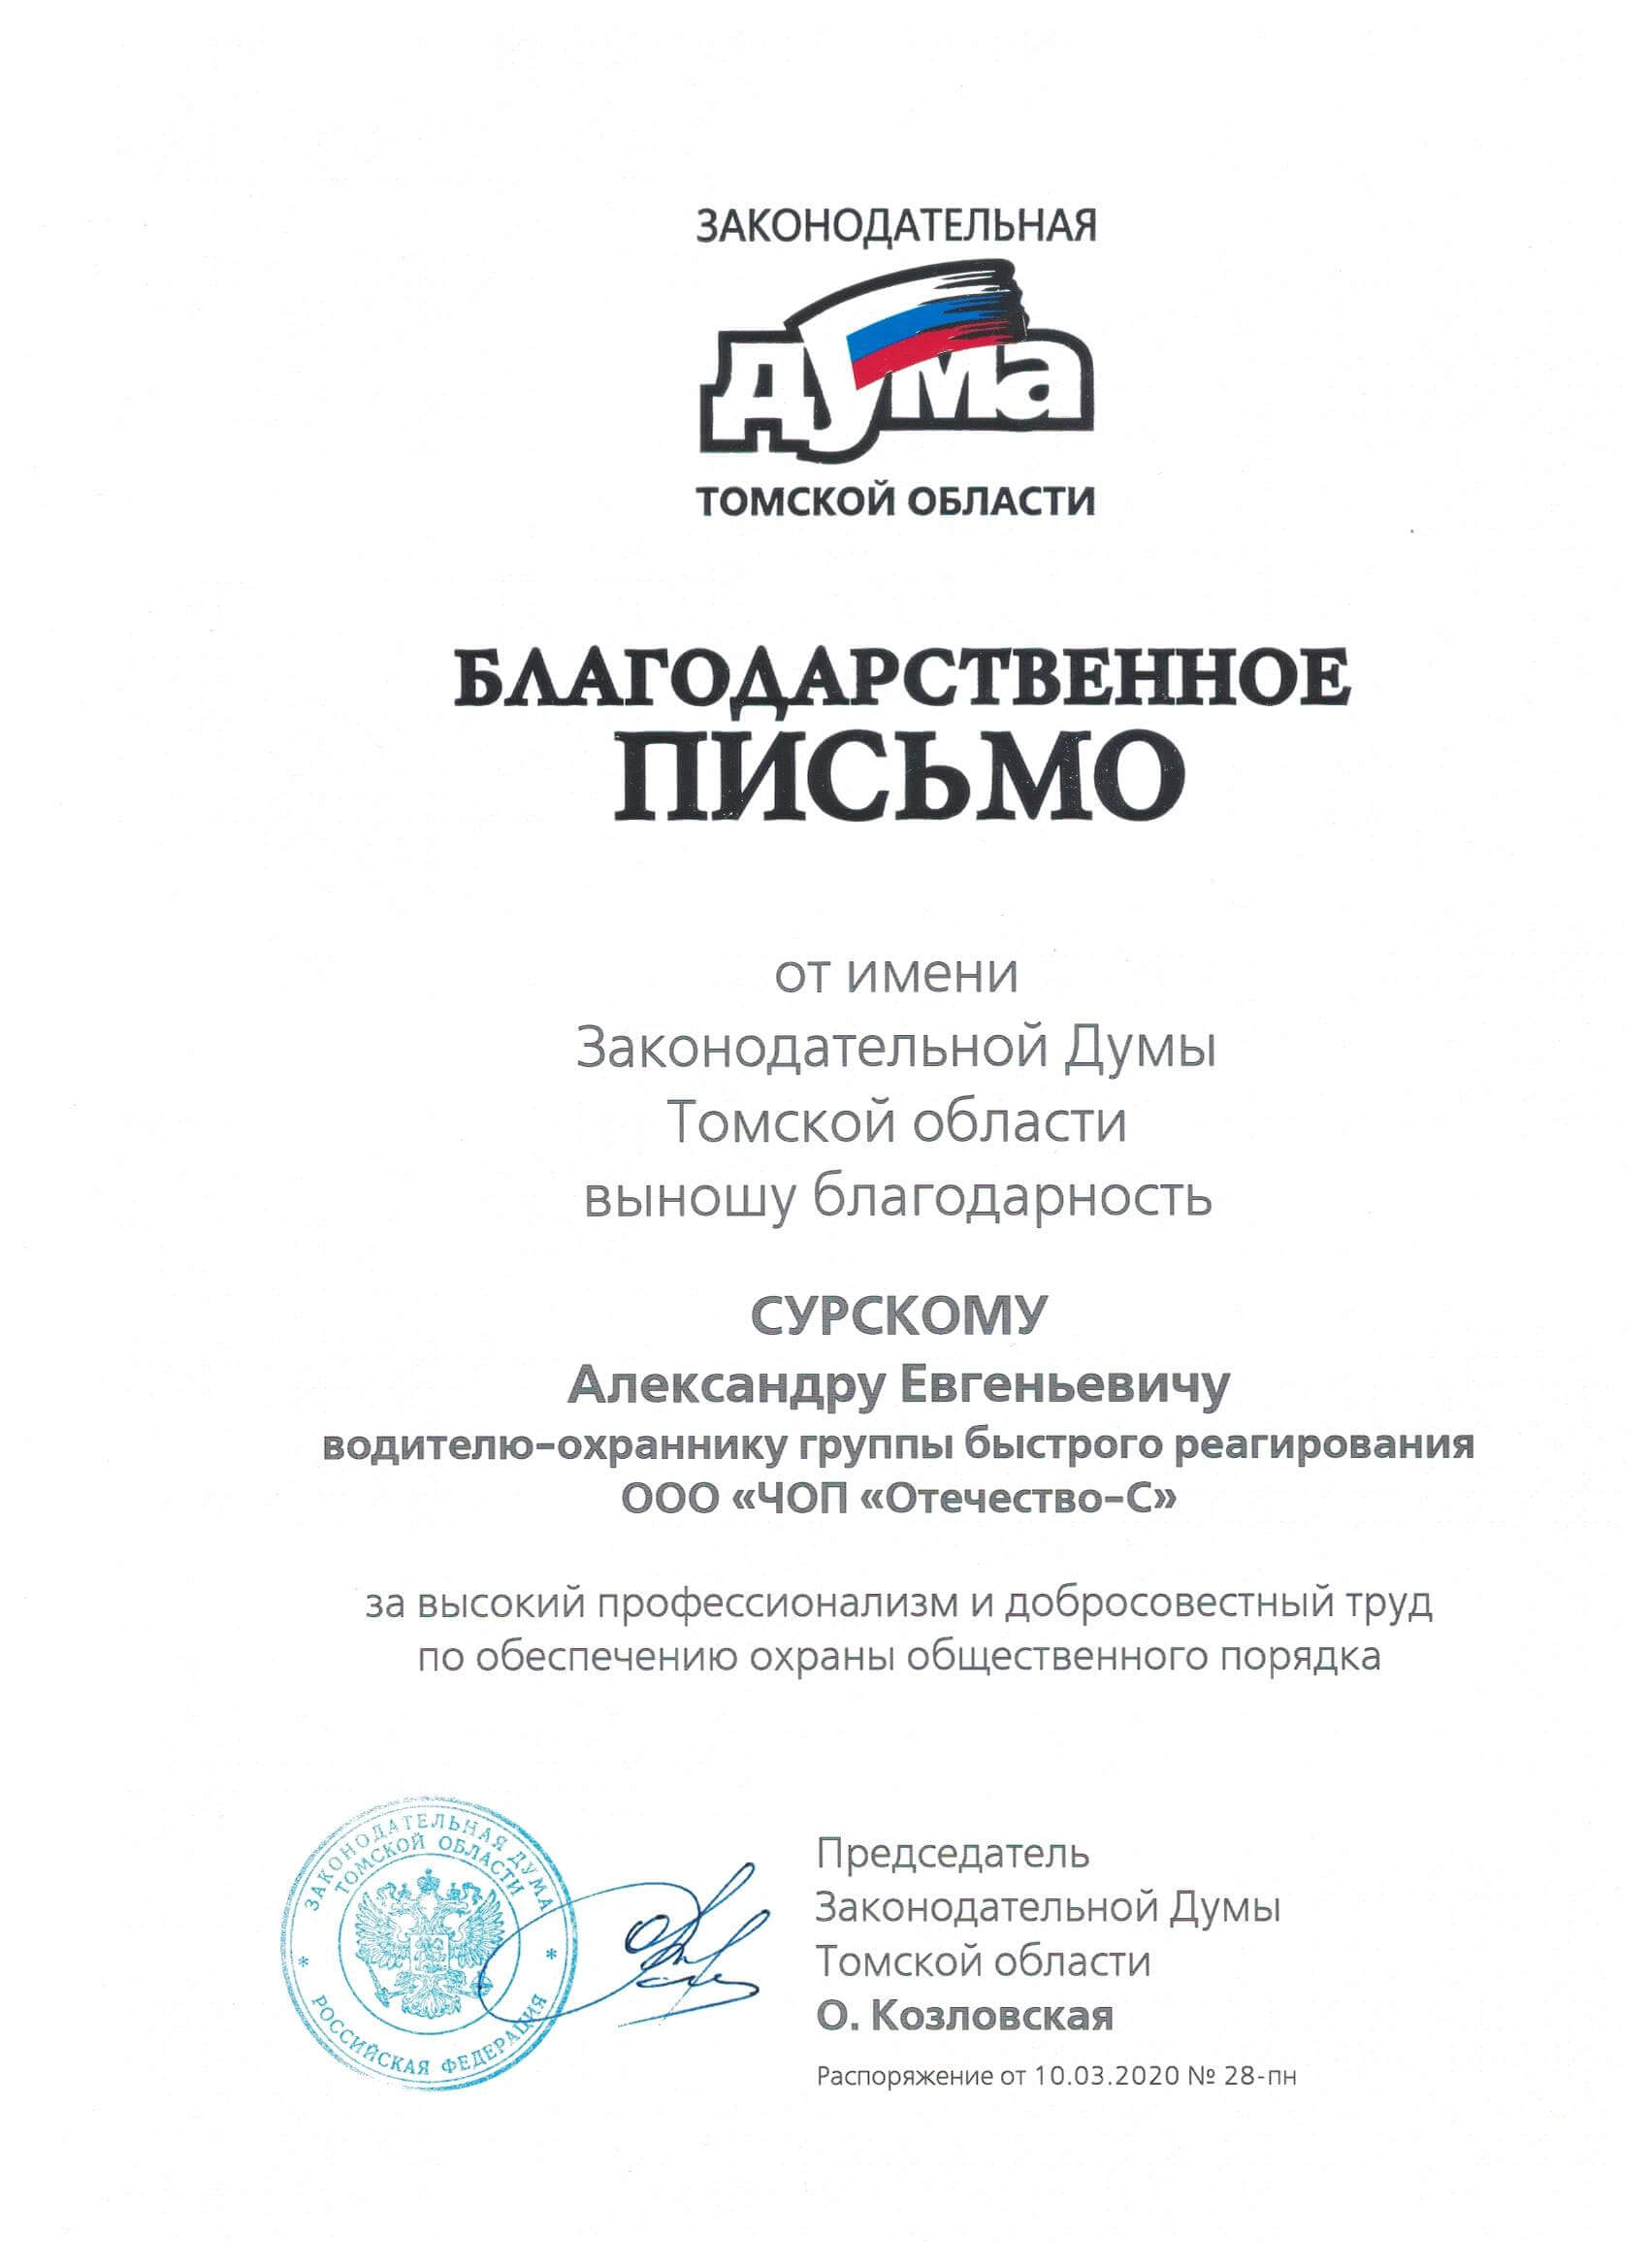 ЗАКОНОДАТЕЛЬНАЯ
дума
ТОМСКОЙ ОБЛАСТИ
БЛАГОДАРСТВЕННОЕ
ПИСЬМО
от имени
Законодательной Думы
Томской области
выношу благодарность
СУРСКОМУ
Александру Евгеньевичу
водителю-охраннику группы быстрого реагирования
ООО «ЧОП «Отечество-С»
за высокий профессионализм и добросовестный труд
по обеспечению охраны общественного порядка
ЗАКОНОДАТЕЛЬНАЯ ДУМА
ТОМСКОЙ ОБЛАСТИ
* РОССИЙСКАЯ ФЕДЕРАЦИЯ *
Председатель
Законодательной Думы
Томской области
О. Козловская
Распоряжение от 10.03.2020 № 28-пн